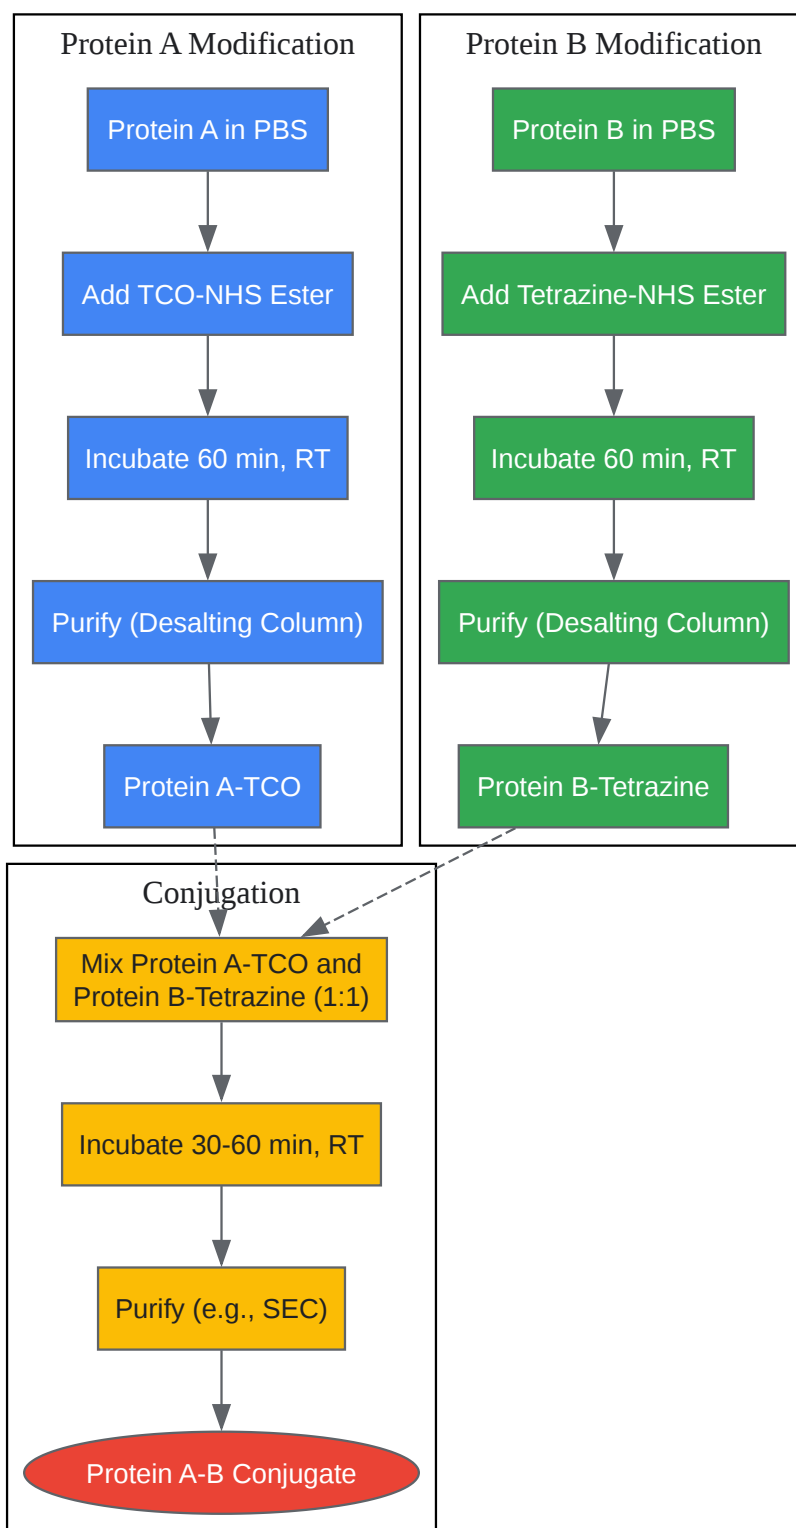 Protein A Modification
Protein A in PBS
Add TCO-NHS Ester
Incubate 60 min, RT
Purify (Desalting Column)
Protein A-TCO
Protein B Modification
Protein B in PBS
Add Tetrazine-NHS Ester
Incubate 60 min, RT
Purify (Desalting Column)
Protein B-Tetrazine
Conjugation
Mix Protein A-TCO and
Protein B-Tetrazine (1:1)
Incubate 30-60 min, RT
Purify (e.g., SEC)
Protein A-B Conjugate